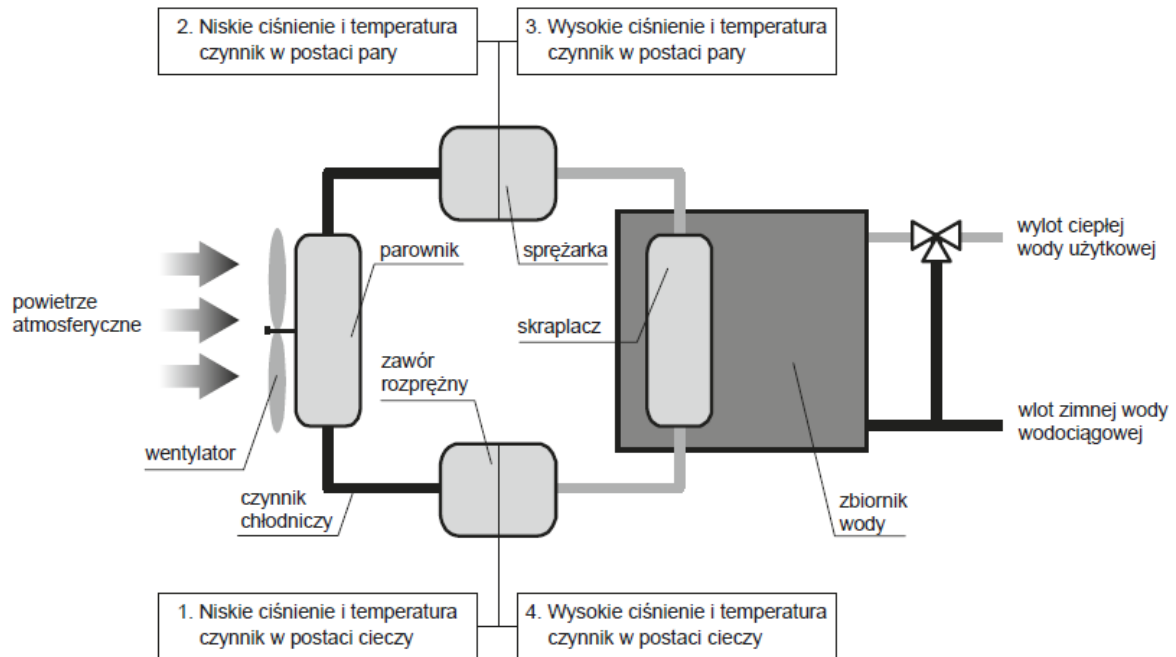 2. Niskie ciśnienie i temperatura
czynnik w postaci pary
3. Wysokie ciśnienie i temperatura
czynnik w postaci pary
parownik
sprężarka
wylot ciepłej
wody użytkowej
powietrze
atmosferyczne
skraplacz
zawór
rozprężny
wlot zimnej wody
wodociągowej
wentylator
czynnik
chłodniczy
zbiornik
wody
1. Niskie ciśnienie i temperatura
czynnik w postaci cieczy
4. Wysokie ciśnienie i temperatura
czynnik w postaci cieczy